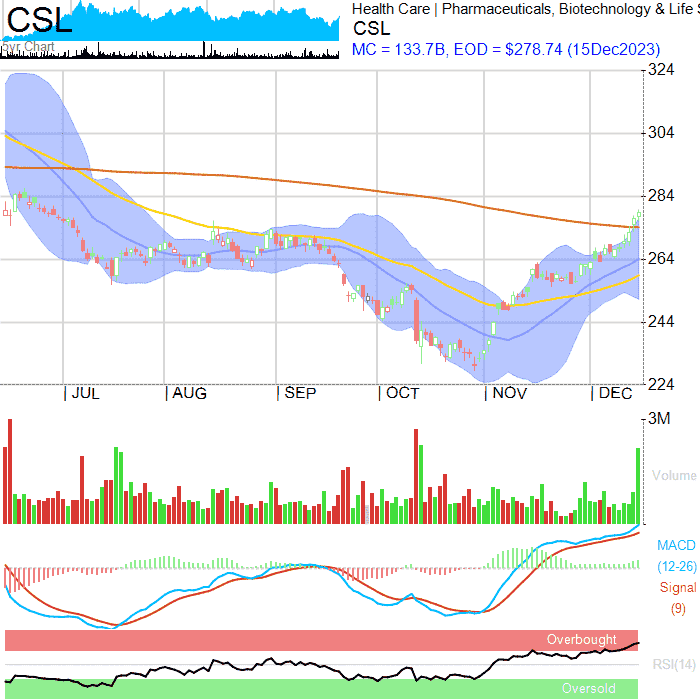 CSL
5yr Chart
Health Care | Pharmaceuticals, Biotechnology & Life S
CSL
MC = 133.7B, EOD = $278.74 (15Dec2023)
324
304
284
264
244
224
JUL
AUG
SEP
OCT
NOV
DEC
3M
Volume
MACD
(12-26)
Signal
(9)
Overbought
RSI(14)
Oversold